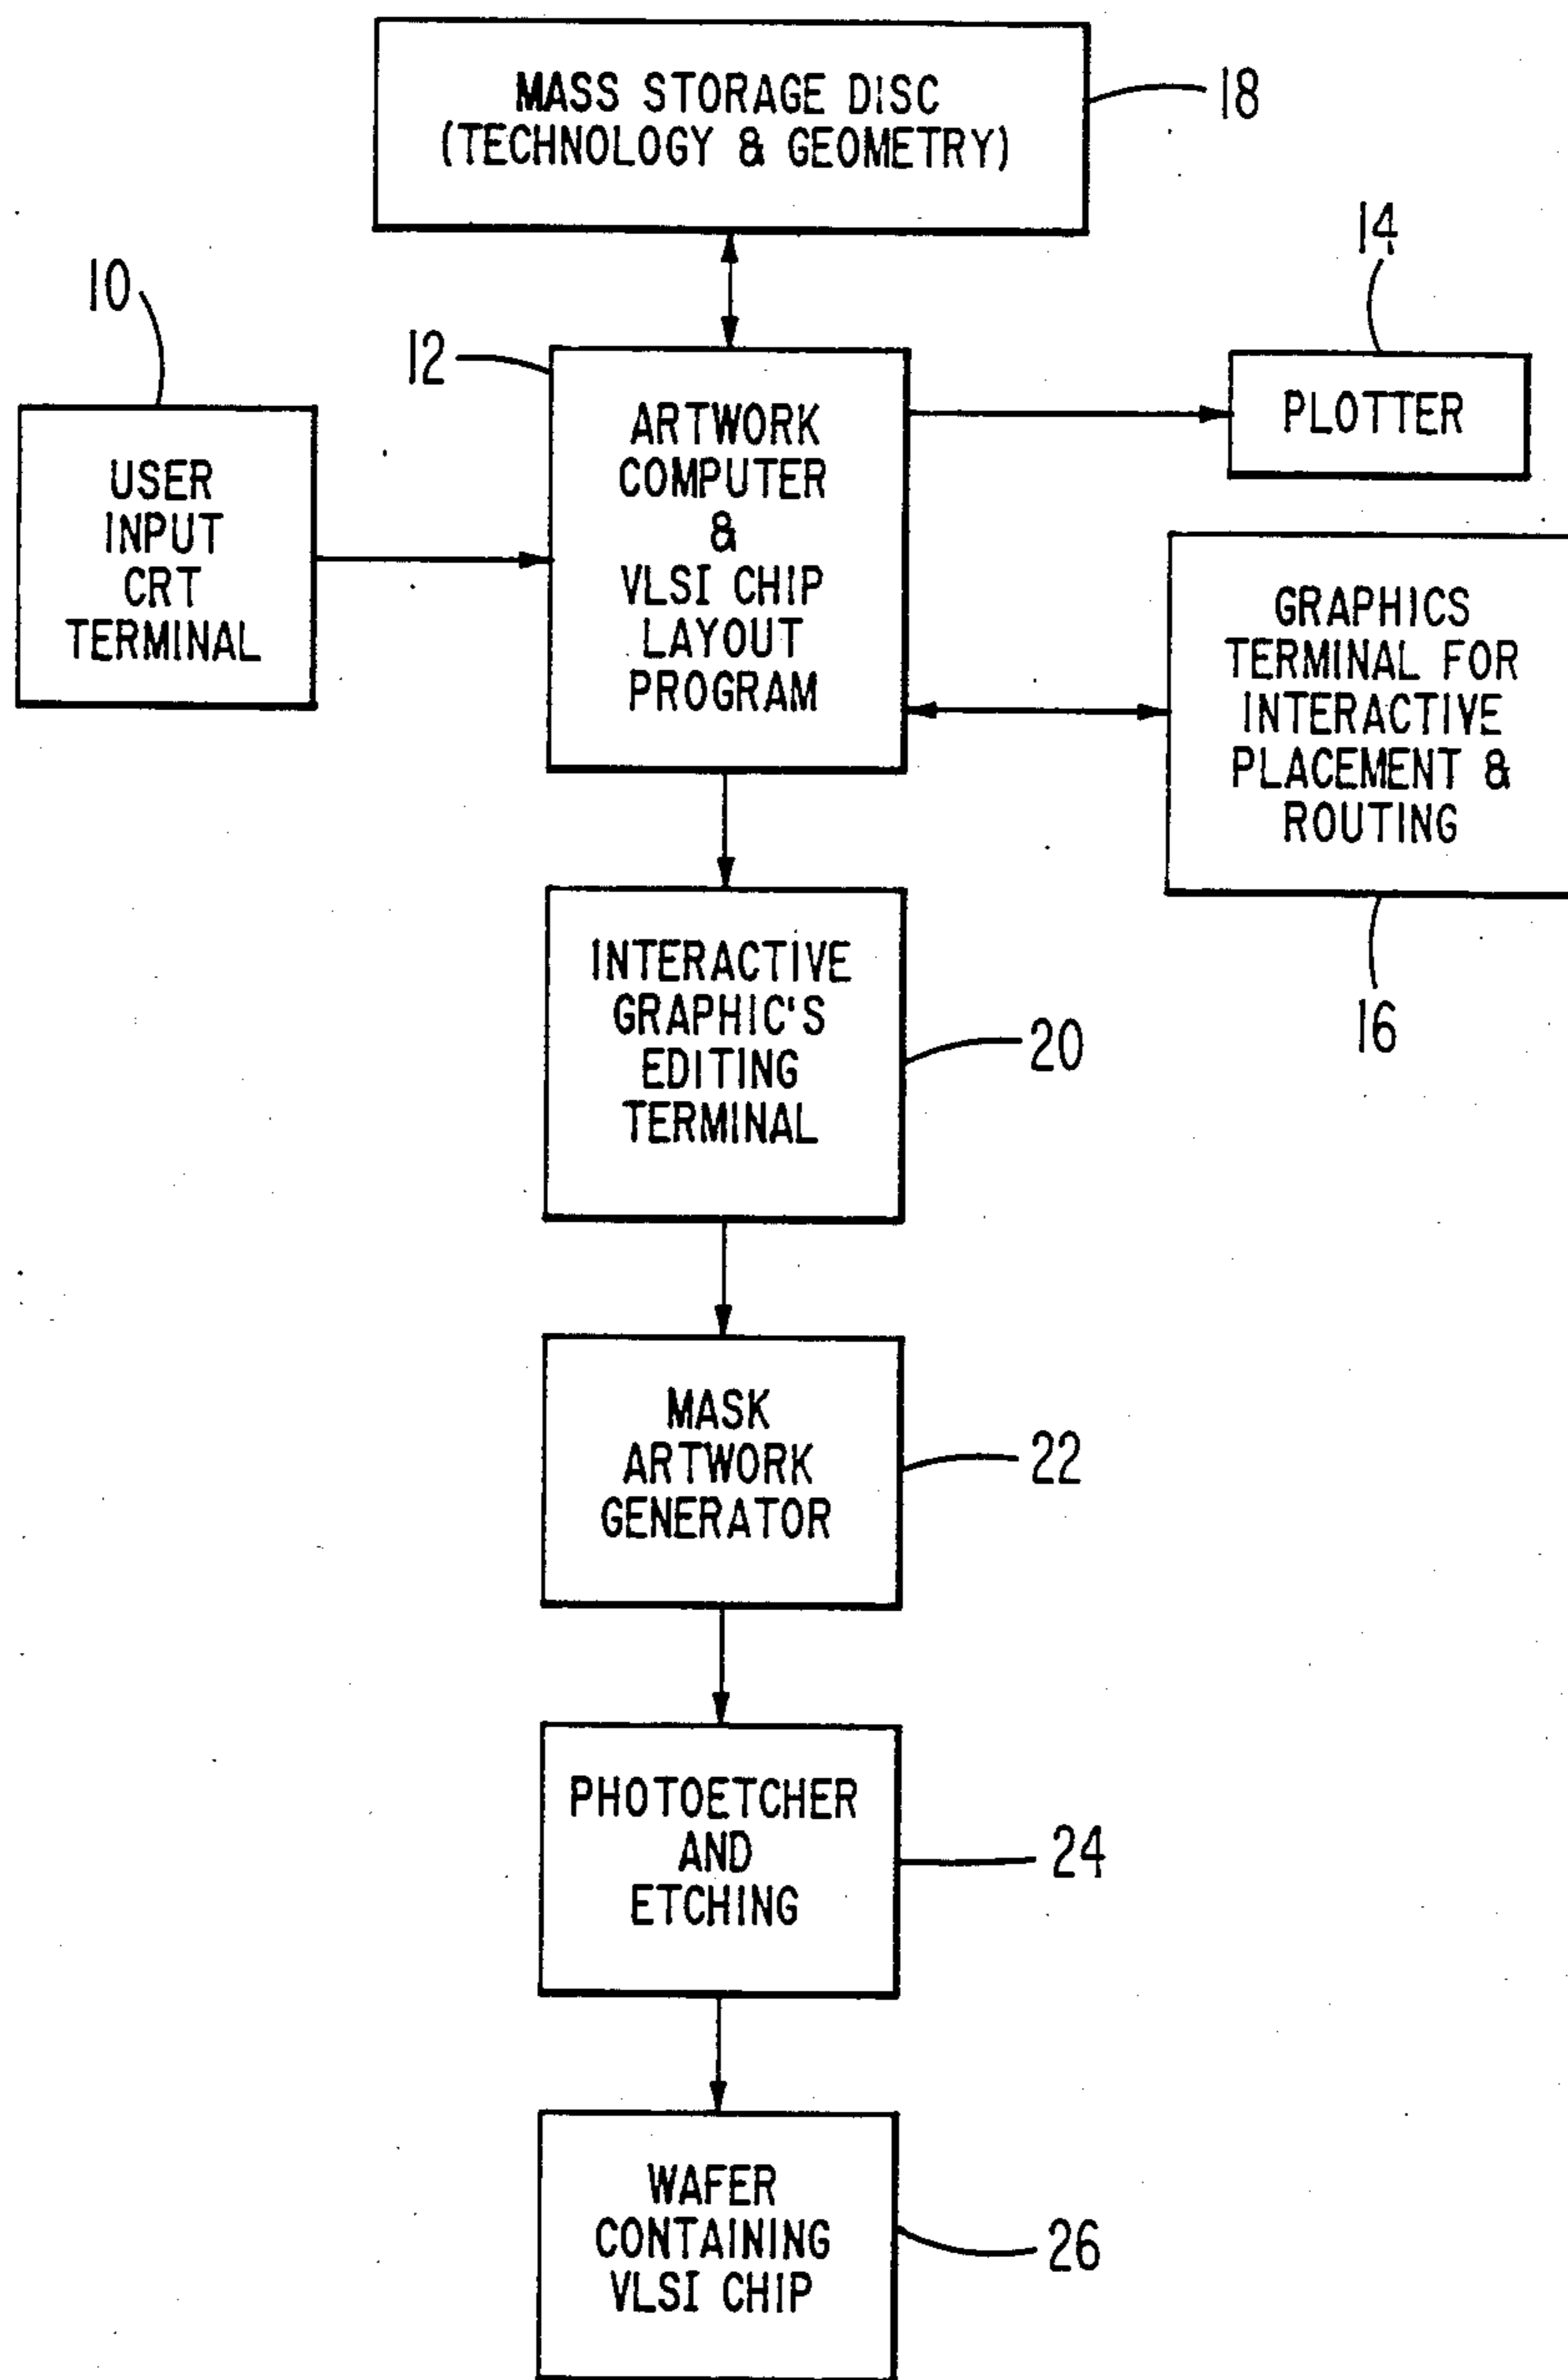 MASS STORAGE DISC
(TECHNOLOGY & GEOMETRY)
18
14
10
12
PLOTTER
USER
INPUT
CRT
TERMINAL
ARTWORK
COMPUTER
&
VLSI CHIP
LAYOUT
PROGRAM
GRAPHICS
TERMINAL FOR
INTERACTIVE
PLACEMENT &
ROUTING
16
INTERACTIVE
GRAPHIC'S
EDITING
TERMINAL
20
MASK
ARTWORK
GENERATOR
22
PHOTOETCHER
AND
ETCHING
24
WAFER
CONTAINING
VLSI CHIP
26